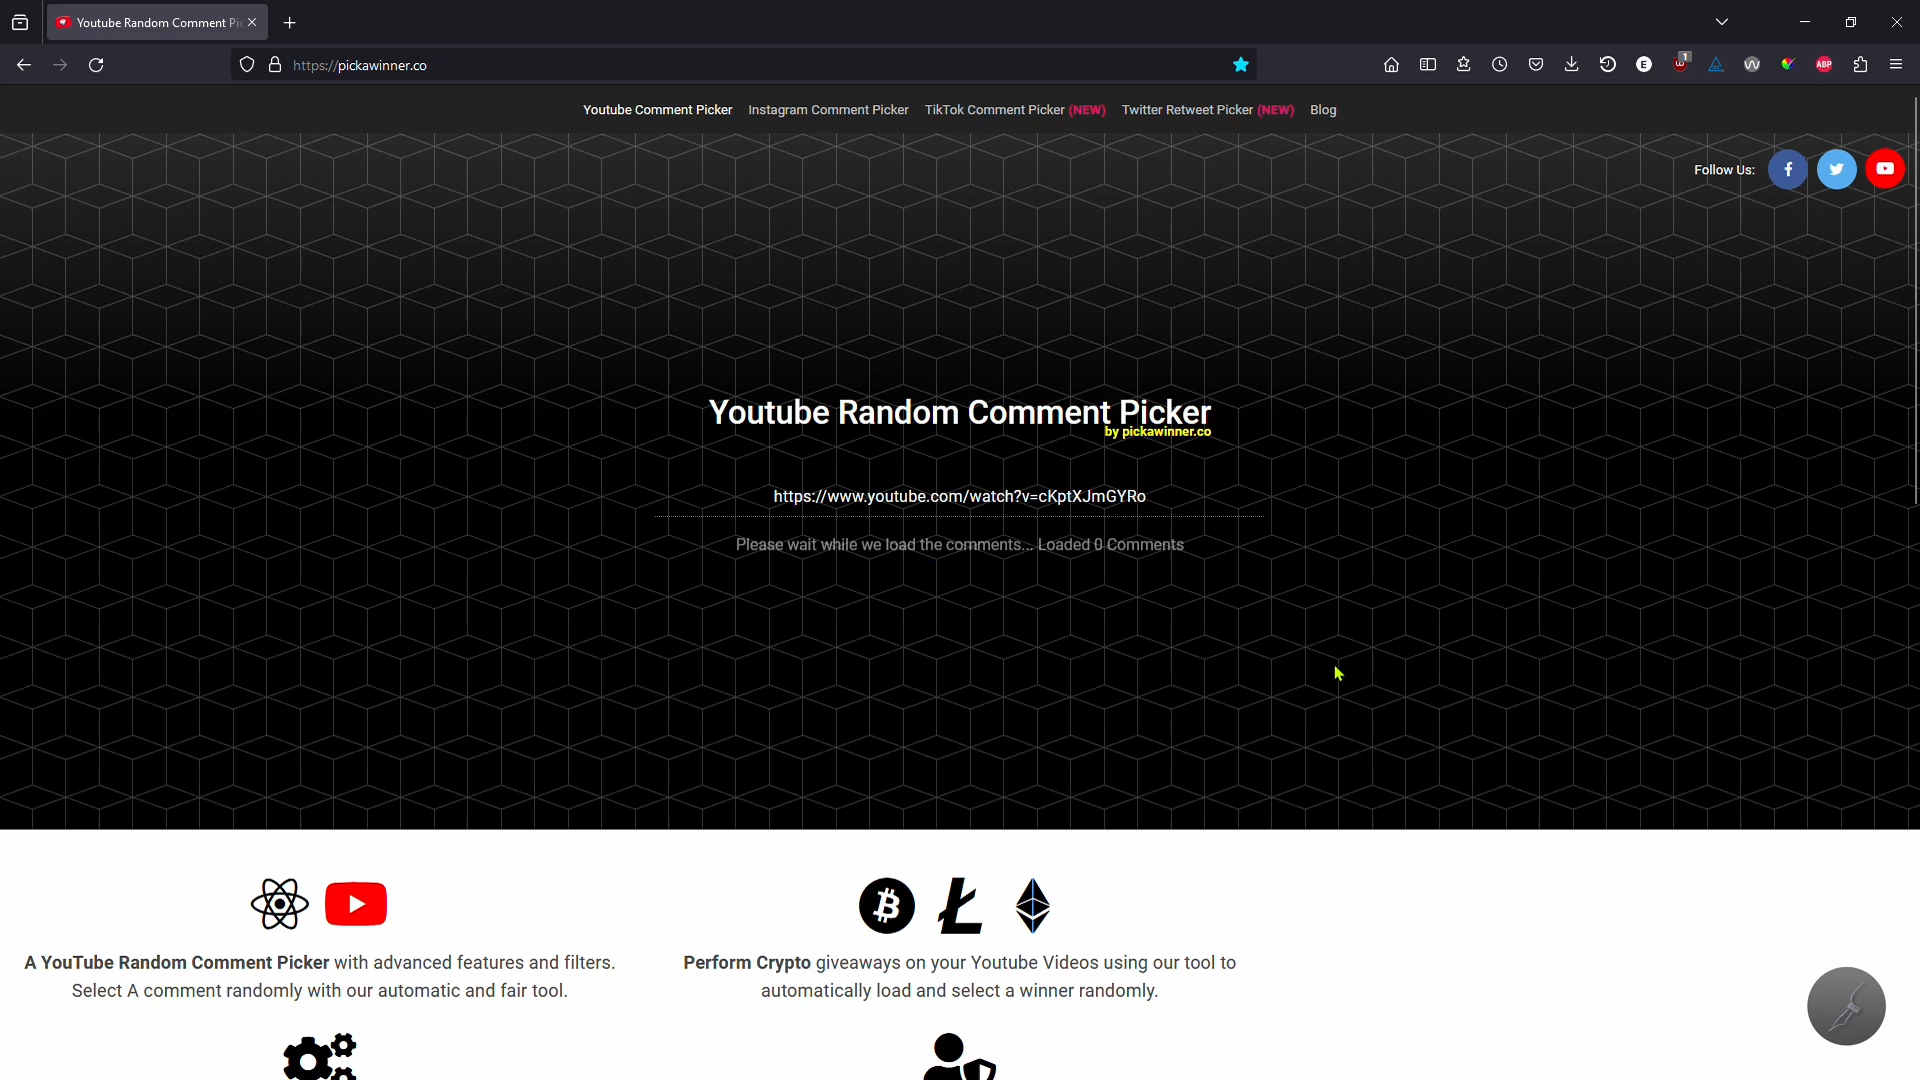 Youtube Random Comment Pi
https://pickawinner.co
1
E
ABP
Youtube Comment Picker Instagram Comment Picker TikTok Comment Picker (NEW) Twitter Retweet Picker (NEW) Blog
Follow Us:
Youtube Random Comment Picker
by pickawinner.co
https://www.youtube.com/watch?v=cKptXJmGYRo
Please wait while we load the comments... Loaded 0 Comments
A YouTube Random Comment Picker with advanced features and filters.
Select A comment randomly with our automatic and fair tool.
Perform Crypto giveaways on your Youtube Videos using our tool to
automatically load and select a winner randomly.